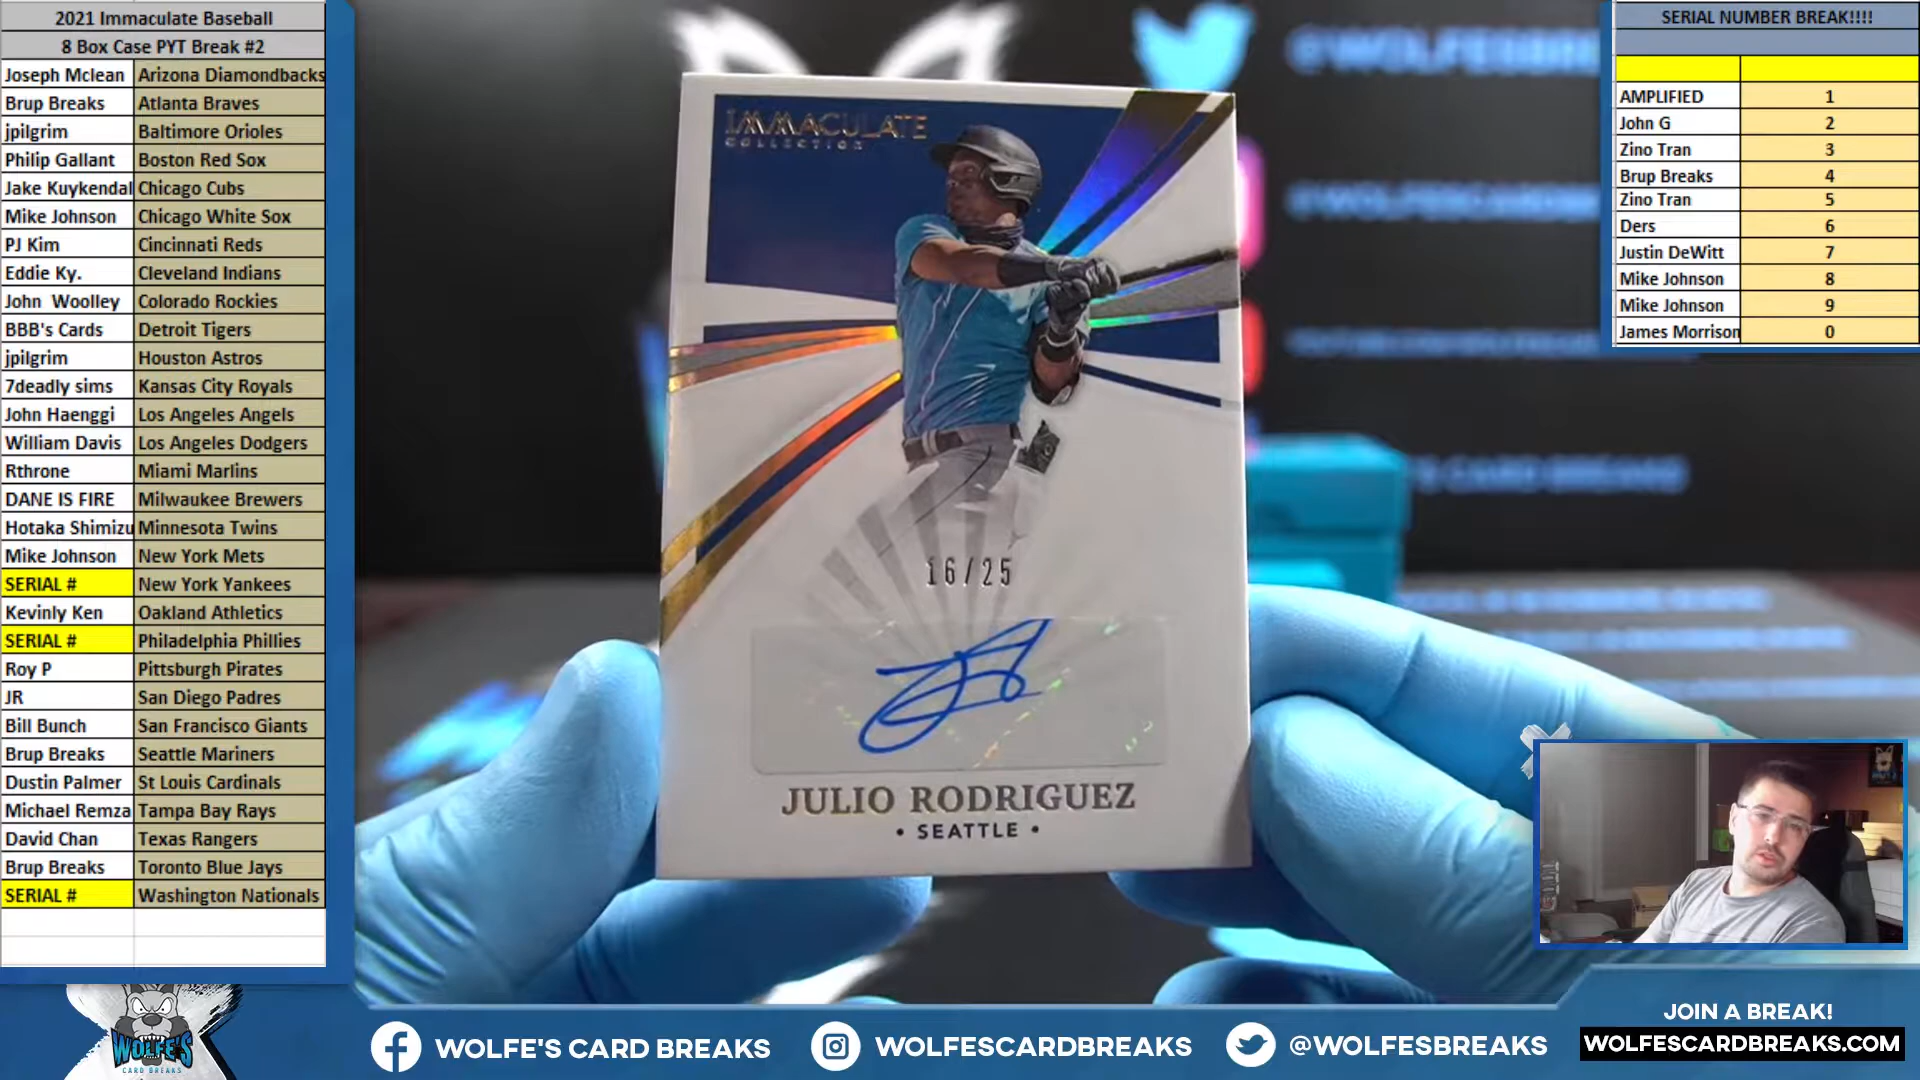 2021 Immaculate Baseball
8 Box Case PYT Break #2
Joseph Mclean Arizona Diamondbacks
Brup Breaks Atlanta Braves
jpilgrim Baltimore Orioles
Philip Gallant Boston Red Sox
Jake Kuykendal Chicago Cubs
Mike Johnson Chicago White Sox
PJ Kim Cincinnati Reds
Eddie Ky. Cleveland Indians
John Woolley Colorado Rockies
BBB's Cards Detroit Tigers
jpilgrim Houston Astros
7deadly sims Kansas City Royals
John Haenggi Los Angeles Angels
William Davis Los Angeles Dodgers
Rthrone Miami Marlins
DANE IS FIRE Milwaukee Brewers
Hotaka Shimizu Minnesota Twins
Mike Johnson New York Mets
SERIAL # New York Yankees
Kevinly Ken Oakland Athletics
SERIAL # Philadelphia Phillies
Roy P Pittsburgh Pirates
JR San Diego Padres
Bill Bunch San Francisco Giants
Brup Breaks Seattle Mariners
Dustin Palmer St Louis Cardinals
Michael Remza Tampa Bay Rays
David Chan Texas Rangers
Brup Breaks Toronto Blue Jays
SERIAL # Washington Nationals
IMMACULATE
COLLECTION
16/25
JULIO RODRIGUEZ
• SEATTLE •
SERIAL NUMBER BREAK!!!!
AMPLIFIED 1
John G 2
Zino Tran 3
Brup Breaks 4
Zino Tran 5
Ders 6
Justin DeWitt 7
Mike Johnson 8
Mike Johnson 9
James Morrison 0
WOLFE'S
CARD BREAKS
WOLFE'S CARD BREAKS
WOLFESCARDBREAKS
@WOLFESBREAKS
JOIN A BREAK!
WOLFESCARDBREAKS.COM